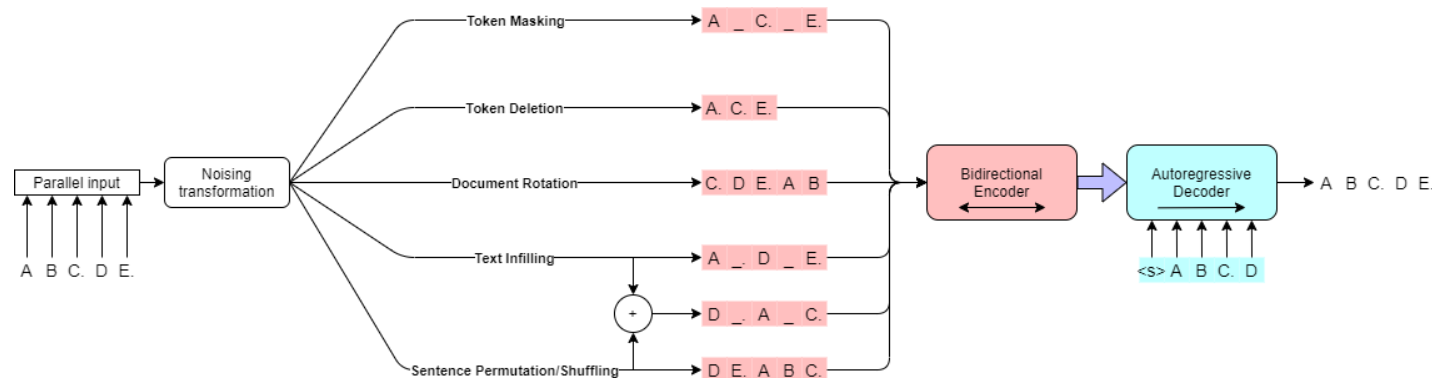 Token Masking
A _ C. _ E.
Token Deletion
A. C. E.
Parallel input
Noising
transformation
Document Rotation
C. D E. A B
Bidirectional
Encoder
Autoregressive
Decoder
A B C. D E.
A B C. D E.
Text Infilling
A _. D _ E.
<s> A B C. D
+
D _. A _ C.
Sentence Permutation/Shuffling
D E. A B C.